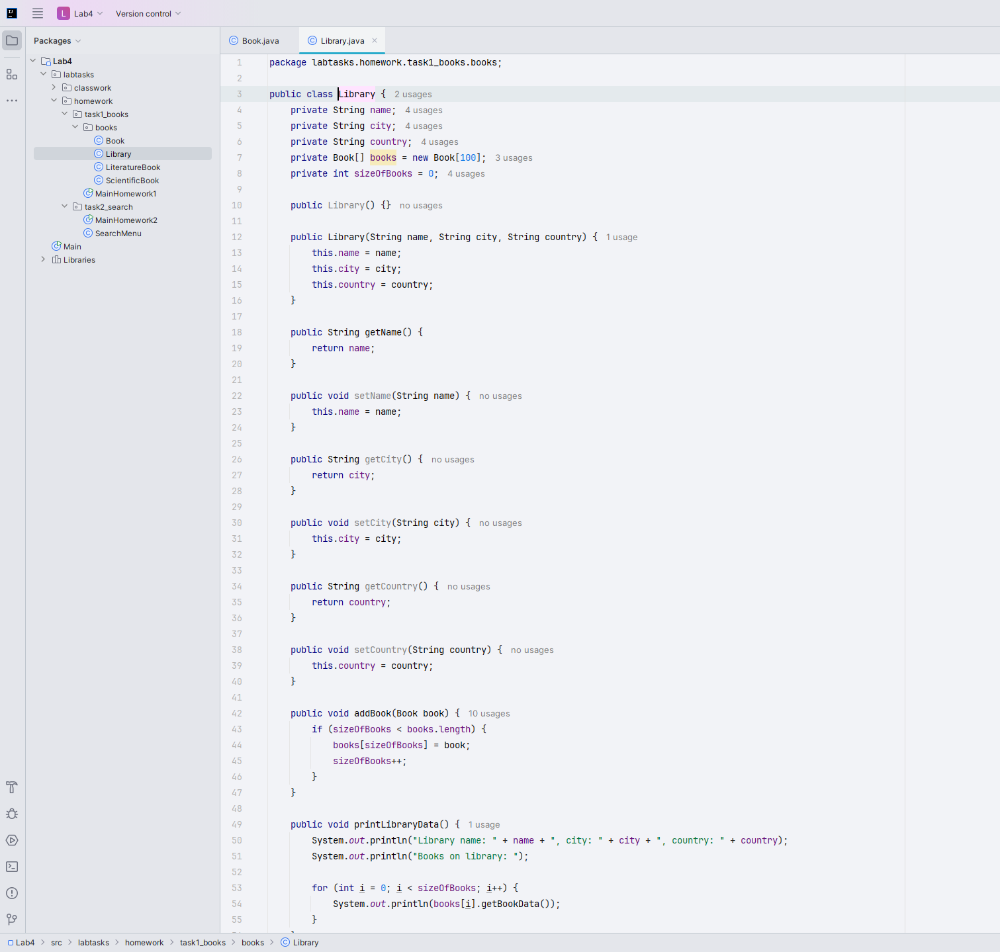 L Lab4 Version control
Packages
Book.java
Library.java
Lab4
labtasks
classwork
homework
task1_books
books
Book
Library
LiteratureBook
ScientificBook
MainHomework1
task2_search
MainHomework2
SearchMenu
Main
Libraries
1 package labtasks.homework.task1_books.books;
2
3 public class Library { 2 usages
4 private String name; 4 usages
5 private String city; 4 usages
6 private String country; 4 usages
7 private Book[] books = new Book[100]; 3 usages
8 private int sizeOfBooks = 0; 4 usages
9
10 public Library() {} no usages
11
12 public Library(String name, String city, String country) { 1 usage
13 this.name = name;
14 this.city = city;
15 this.country = country;
16 }
17
18 public String getName() {
19 return name;
20 }
21
22 public void setName(String name) { no usages
23 this.name = name;
24 }
25
26 public String getCity() { no usages
27 return city;
28 }
29
30 public void setCity(String city) { no usages
31 this.city = city;
32 }
33
34 public String getCountry() { no usages
35 return country;
36 }
37
38 public void setCountry(String country) { no usages
39 this.country = country;
40 }
41
42 public void addBook(Book book) { 10 usages
43 if (sizeOfBooks < books.length) {
44 books[sizeOfBooks] = book;
45 sizeOfBooks++;
46 }
47 }
48
49 public void printLibraryData() { 1 usage
50 System.out.println("Library name: " + name + ", city: " + city + ", country: " + country);
51 System.out.println("Books on library: ");
52
53 for (int i = 0; i < sizeOfBooks; i++) {
54 System.out.println(books[i].getBookData());
55 }
Lab4 > src > labtasks > homework > task1_books > books > Library